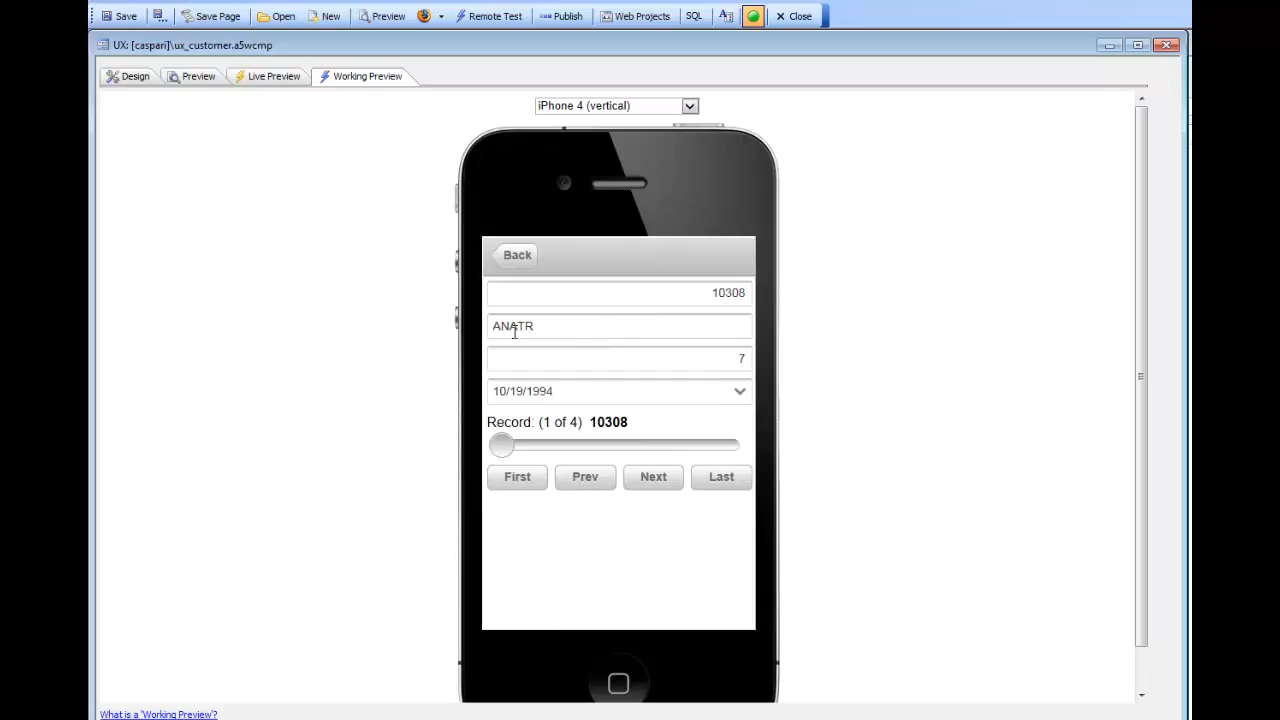 Save Save Page Open New Preview Remote Test Publish Web Projects SQL Close
UX: [caspari]\ux_customer.a5wcmp
Design Preview Live Preview Working Preview
iPhone 4 (vertical)
Back
10308
ANATR
7
10/19/1994
Record: (1 of 4) 10308
First Prev Next Last
What is a 'Working Preview'?